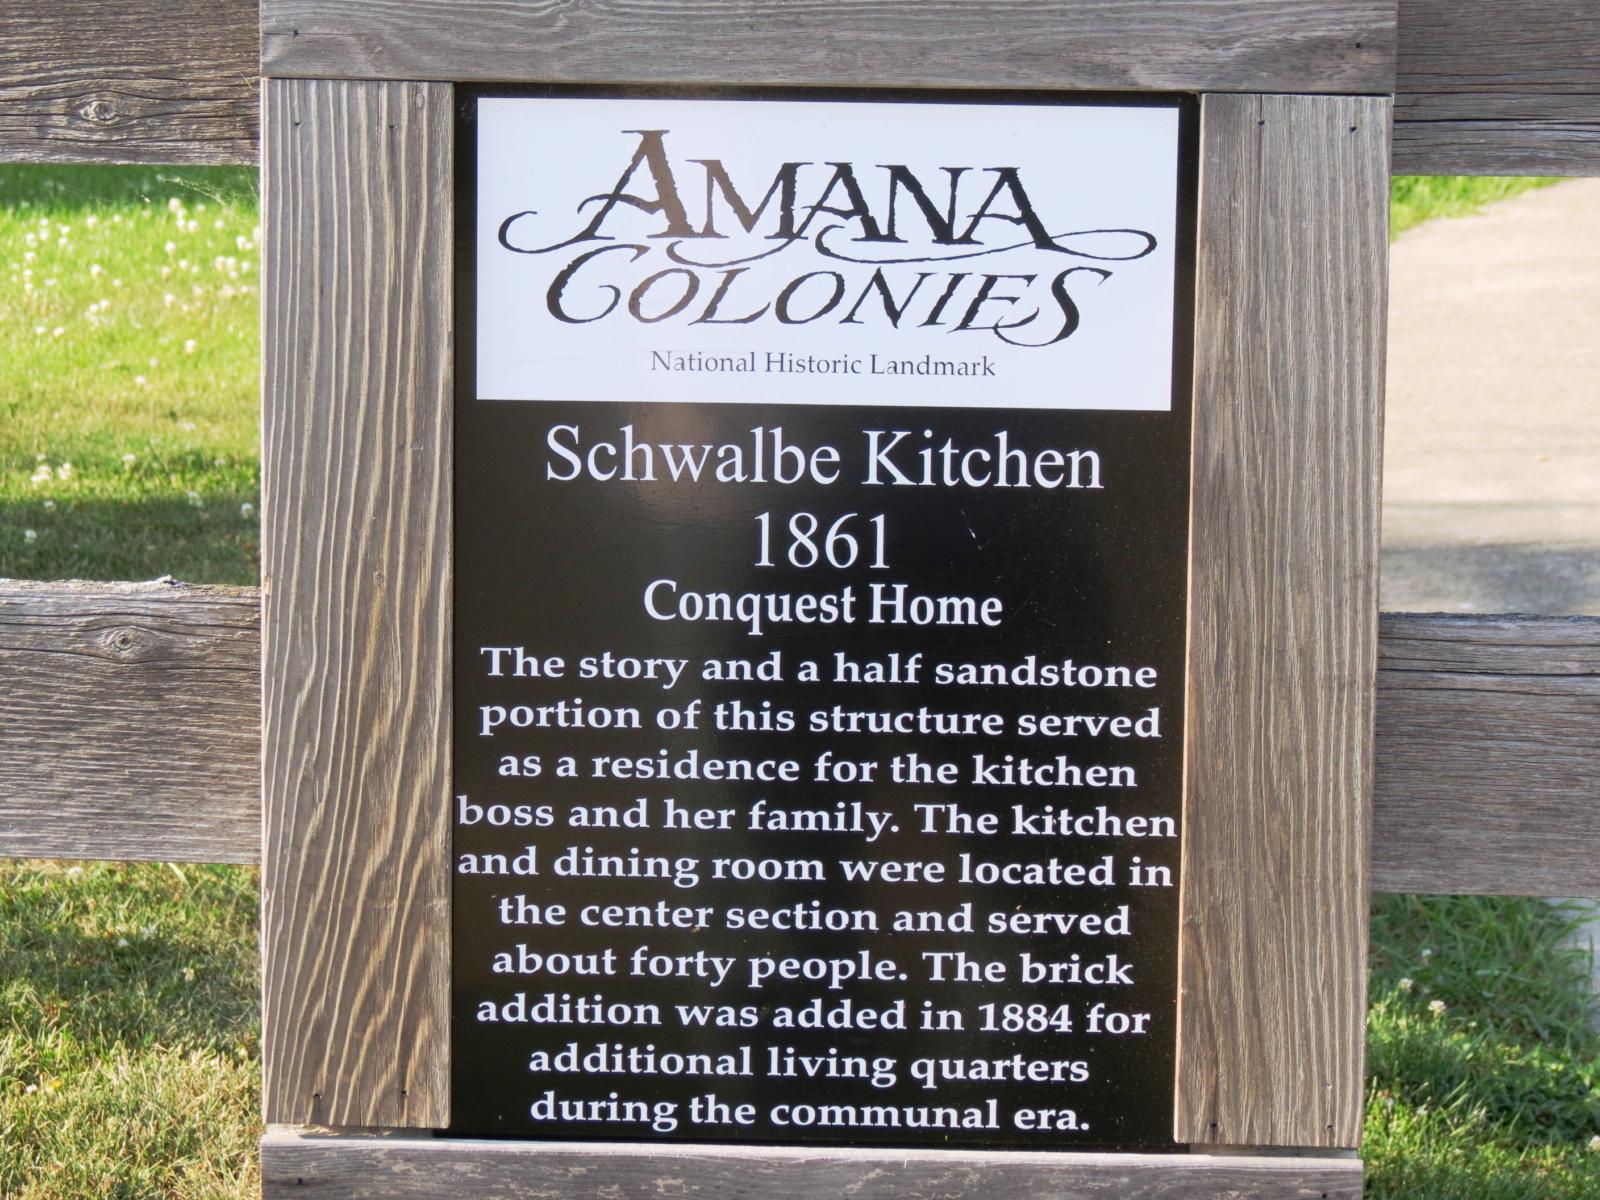 AMANA
COLONIES
National Historic Landmark
Schwalbe Kitchen
1861
Conquest Home
The story and a half sandstone
portion of this structure served
as a residence for the kitchen
boss and her family. The kitchen
and dining room were located in
the center section and served
about forty people. The brick
addition was added in 1884 for
additional living quarters
during the communal era.